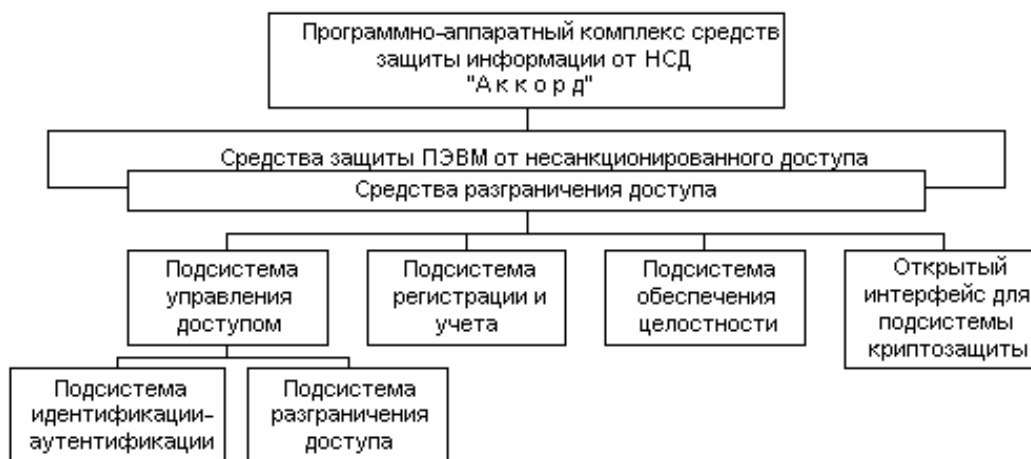 Программно-аппаратный комплекс средств
защиты информации от НСД
"А к к о р д"
Средства защиты ПЭВМ от несанкционированного доступа
Средства разграничения доступа
Подсистема
управления
доступом
Подсистема
регистрации и
учета
Подсистема
обеспечения
целостности
Открытый
интерфейс для
подсистемы
криптозащиты
Подсистема
идентификации-
аутентификации
Подсистема
разграничения
доступа